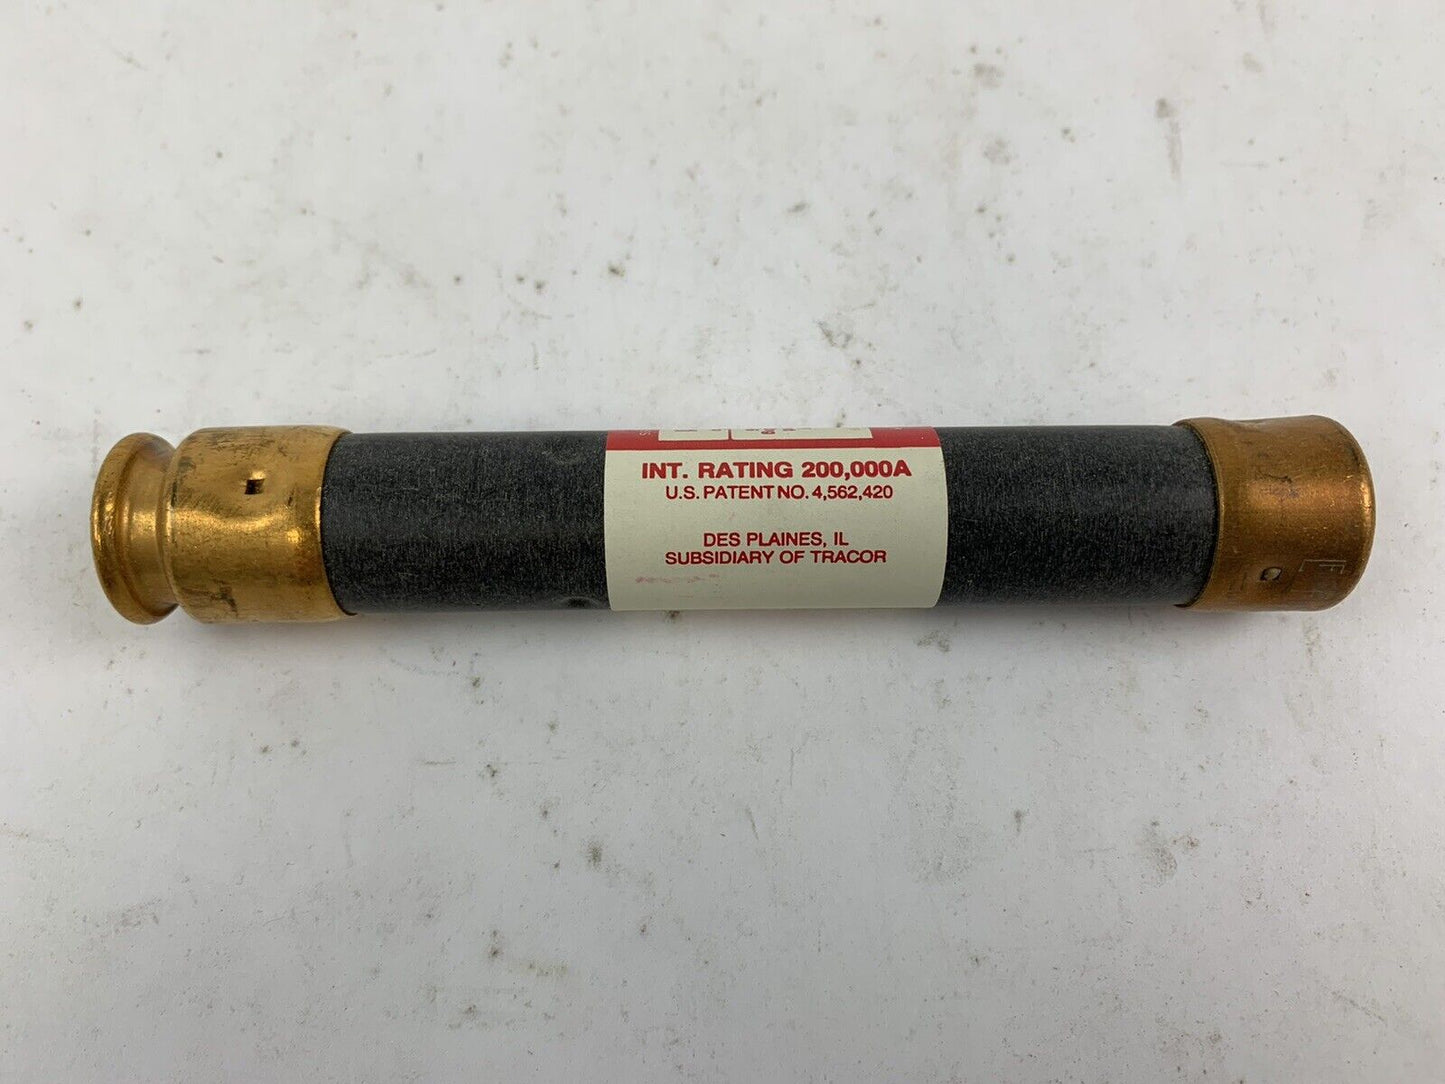 INT. RATING 200,000A
U.S. PATENT NO. 4,562,420
DES PLAINES, IL
SUBSIDIARY OF TRACOR